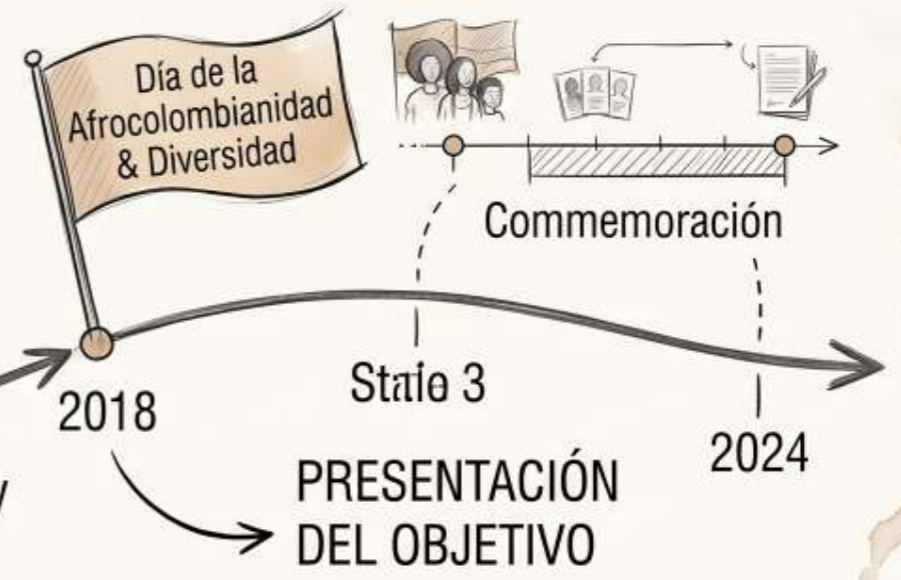 Día de la
Afrocolombianidad
& Diversidad
Commemoración
2018
3
2024
PRESENTACIÓN
DEL OBJETIVO